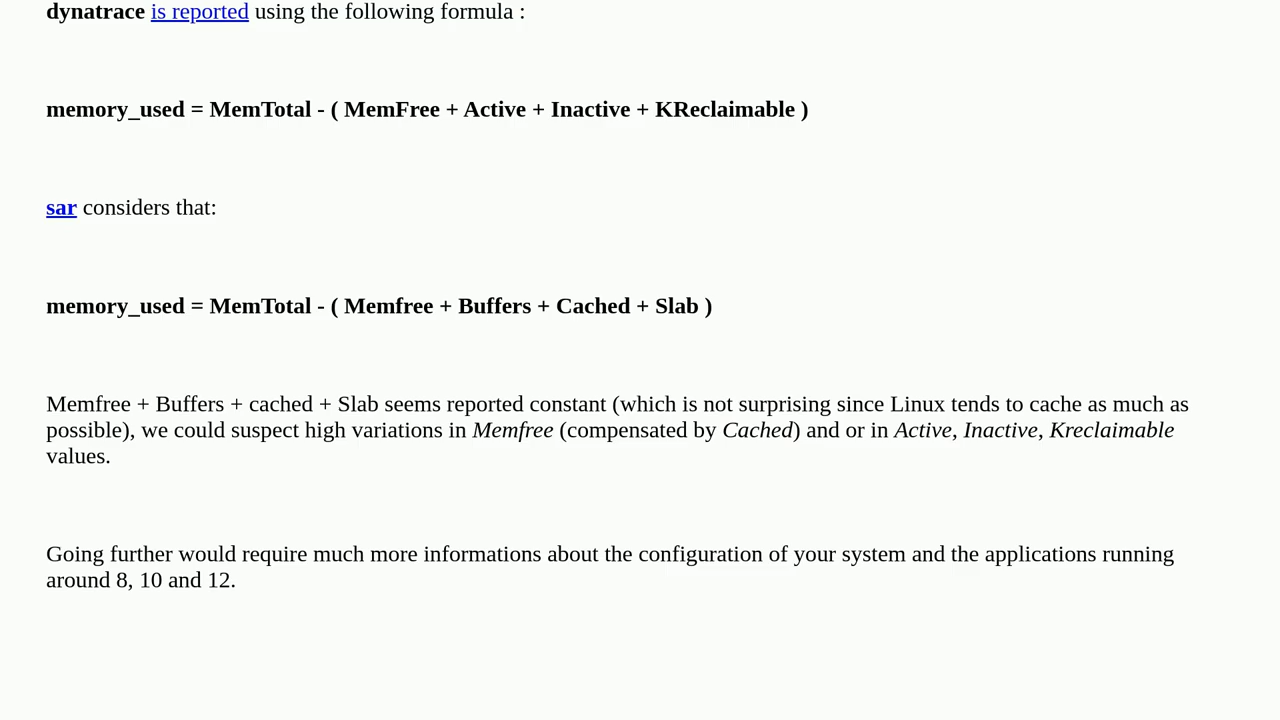 dynatrace is reported using the following formula :
memory_used = MemTotal - ( MemFree + Active + Inactive + KReclaimable )
sar considers that:
memory_used = MemTotal - ( Memfree + Buffers + Cached + Slab )
Memfree + Buffers + cached + Slab seems reported constant (which is not surprising since Linux tends to cache as much as
possible), we could suspect high variations in Memfree (compensated by Cached) and or in Active, Inactive, Kreclaimable
values.
Going further would require much more informations about the configuration of your system and the applications running
around 8, 10 and 12.